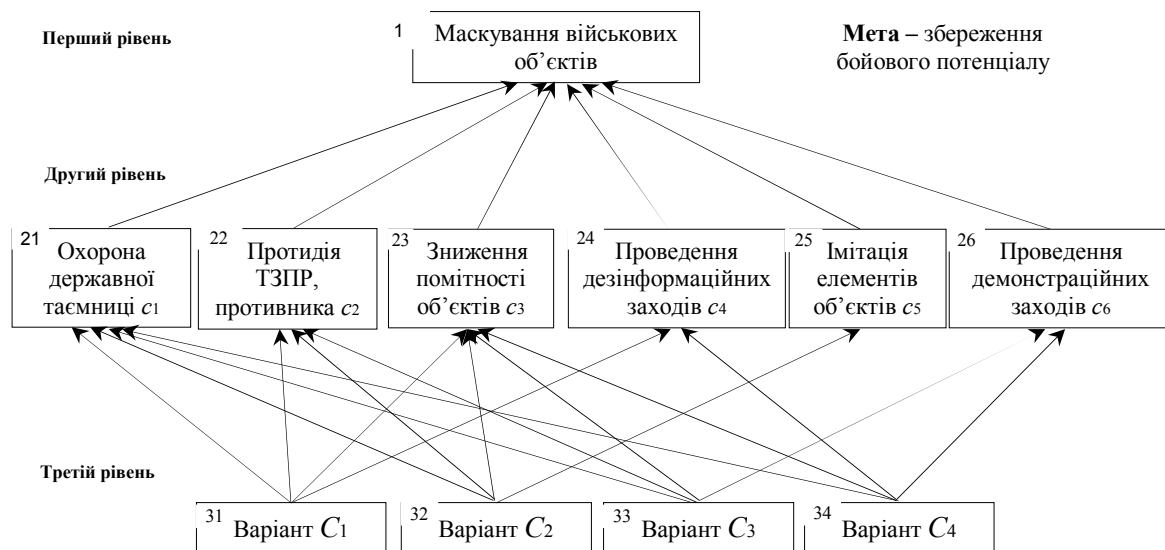 Перший рівень
1 Маскування військових
об’єктів
Мета – збереження
бойового потенціалу
Другий рівень
21 Охорона
державної
таємниці c1
22 Протидія
ТЗПР,
противника c2
23 Зниження
помітності
об’єктів c3
24 Проведення
дезінформаційних
заходів c4
25 Імітація
елементів
об’єктів c5
26 Проведення
демонстраційних
заходів c6
Третій рівень
31 Варіант C1
32 Варіант C2
33 Варіант C3
34 Варіант C4